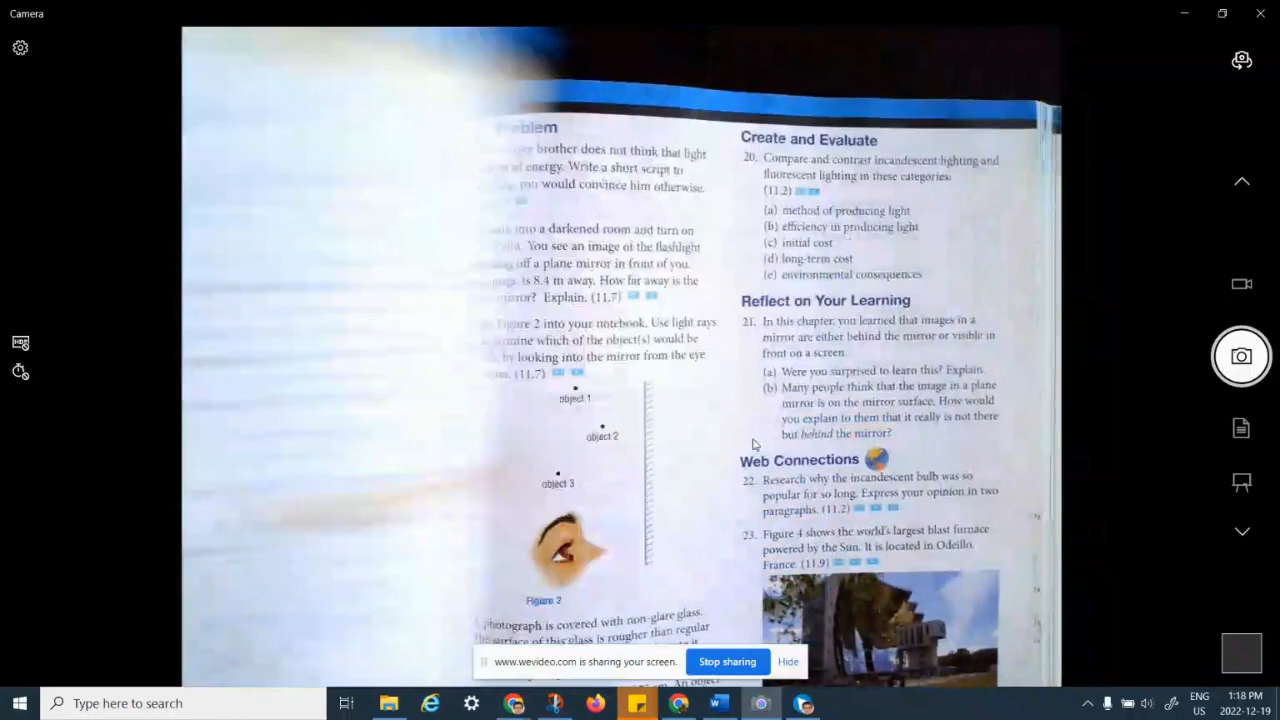 Camera
oblem
brother does not think that light
energy. Write a short script to
you would convince him otherwise.
into a darkened room and turn on
You see an image of the flashlight
off a plane mirror in front of you.
is 8.4 m away. How far away is the
mirror? Explain. (11.7)
Figure 2 into your notebook. Use light rays
mine which of the object(s) would be
by looking into the mirror from the eye
(11.7)
object 1
object 2
object 3
Figure 2
photograph is covered with non-glare glass.
surface of this glass is rougher than regular
An object
Create and Evaluate
20. Compare and contrast incandescent lighting and
fluorescent lighting in these categories:
(11.2)
(a) method of producing light
(b) efficiency in producing light
(c) initial cost
(d) long-term cost
(e) environmental consequences
Reflect on Your Learning
21. In this chapter, you learned that images in a
mirror are either behind the mirror or visible in
front on a screen.
(a) Were you surprised to learn this? Explain.
(b) Many people think that the image in a plane
mirror is on the mirror surface. How would
you explain to them that it really is not there
but behind the mirror?
Web Connections
22. Research why the incandescent bulb was so
popular for so long. Express your opinion in two
paragraphs. (11.2)
23. Figure 4 shows the world's largest blast furnace
powered by the Sun. It is located in Odeillo,
France. (11.9)
www.wevideo.com is sharing your screen.
Stop sharing
Hide
Type here to search
ENG
US
1:18 PM
2022-12-19